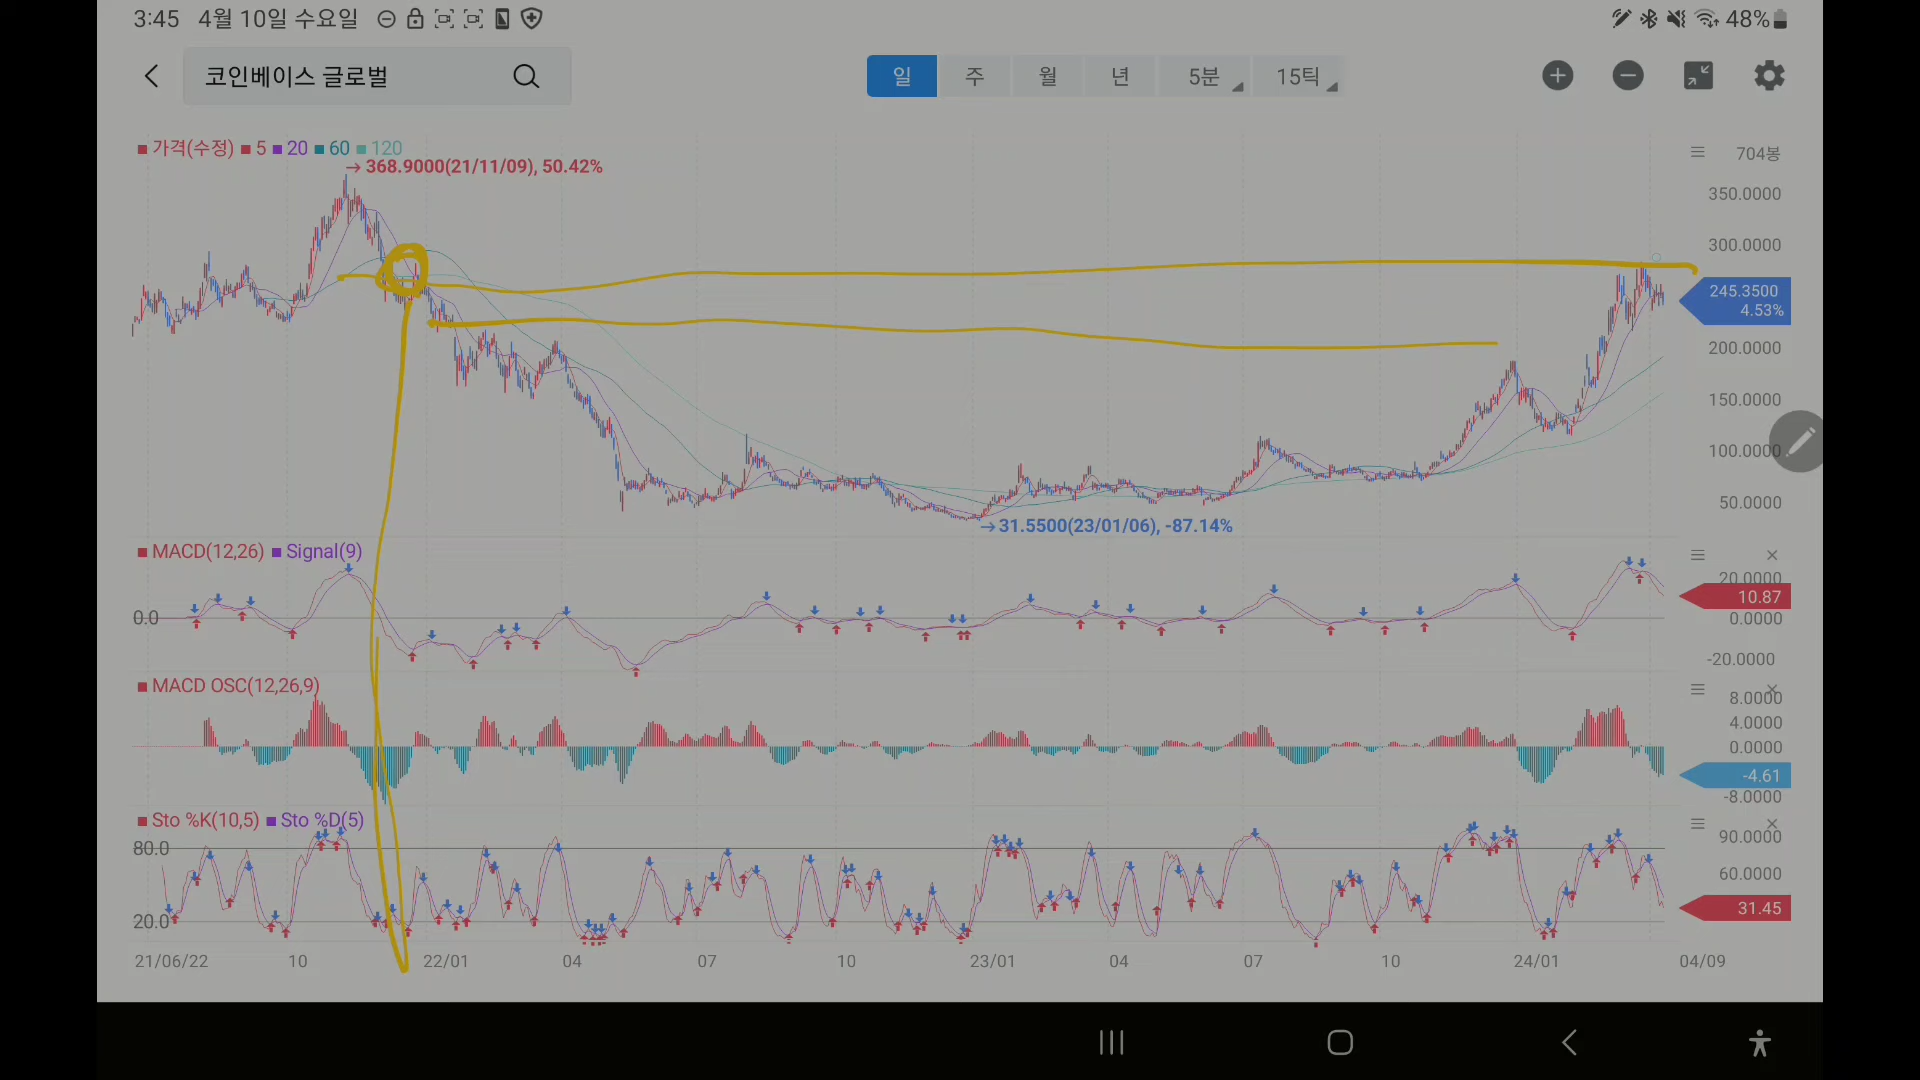 3:45 4월 10일 수요일 48%
코인베이스 글로벌
일 주 월 년 5분 15틱
가격(수정) 5 20 60 120
704봉
→368.9000(21/11/09), 50.42%
350.0000
300.0000
245.3500
4.53%
200.0000
150.0000
100.0000
50.0000
→31.5500(23/01/06), -87.14%
MACD(12,26) Signal(9)
20.0000
10.87
0.0 0.0000
-20.0000
MACD OSC(12,26,9)
8.0000
4.0000
0.0000
-4.61
-8.0000
Sto %K(10,5) Sto %D(5)
90.0000
80.0
60.0000
31.45
20.0
21/06/22 10 22/01 04 07 10 23/01 04 07 10 24/01 04/09